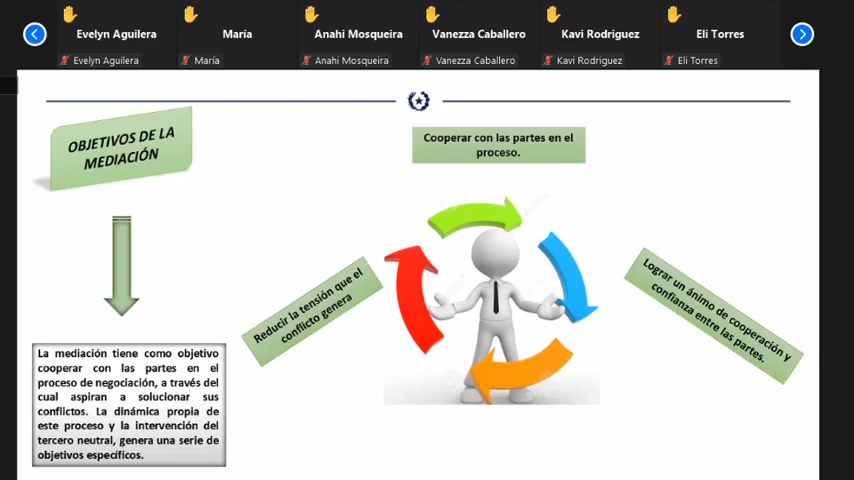 Evelyn Aguilera
María
Anahi Mosqueira
Vanezza Caballero
Kavi Rodriguez
Eli Torres
Evelyn Aguilera
María
Anahi Mosqueira
Vanezza Caballero
Kavi Rodriguez
Eli Torres
OBJETIVOS DE LA
MEDIACIÓN
Cooperar con las partes en el
proceso.
Reducir la tensión que el
conflicto genera
Lograr un ánimo de cooperación y
confianza entre las partes.
La mediación tiene como objetivo
cooperar con las partes en el
proceso de negociación, a través del
cual aspiran a solucionar sus
conflictos. La dinámica propia de
este proceso y la intervención del
tercero neutral, genera una serie de
objetivos específicos.